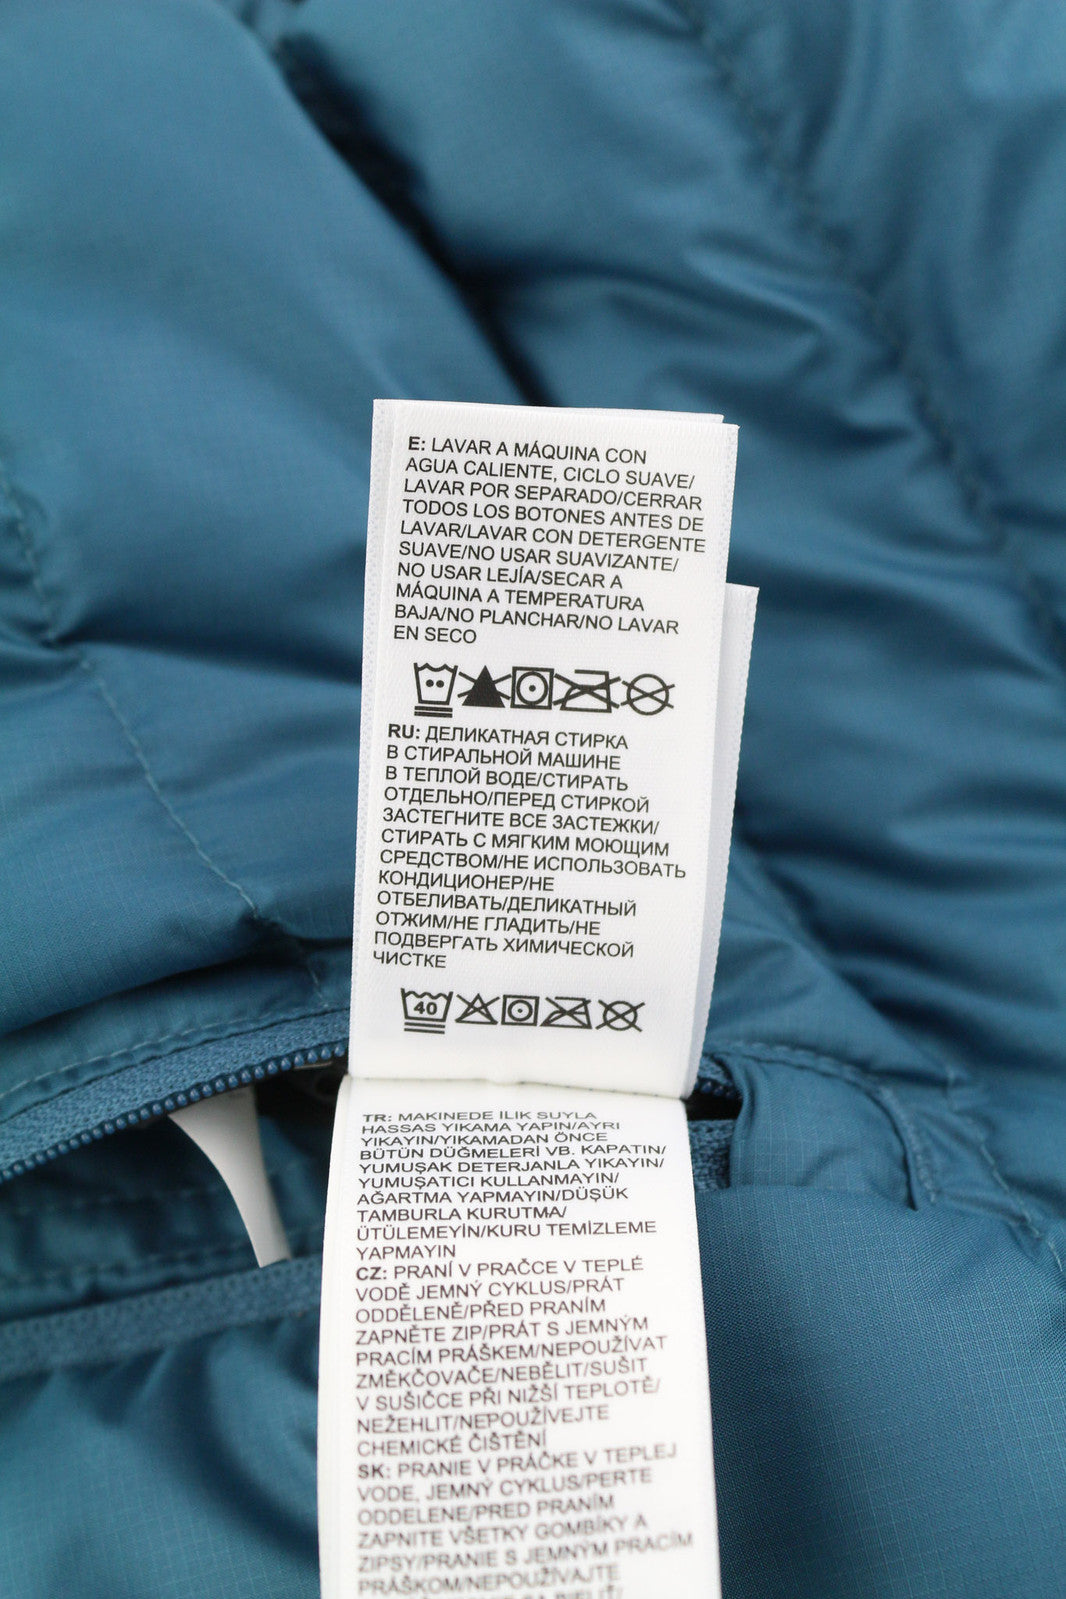 E: LAVAR A MÁQUINA CON
AGUA CALIENTE, CICLO SUAVE/
LAVAR POR SEPARADO/CERRAR
TODOS LOS BOTONES ANTES DE
LAVAR/LAVAR CON DETERGENTE
SUAVE/NO USAR SUAVIZANTE/
NO USAR LEJÍA/SECAR A
MÁQUINA A TEMPERATURA
BAJA/NO PLANCHAR/NO LAVAR
EN SECO
RU: ДЕЛИКАТНАЯ СТИРКА
В СТИРАЛЬНОЙ МАШИНЕ
В ТЕПЛОЙ ВОДЕ/СТИРАТЬ
ОТДЕЛЬНО/ПЕРЕД СТИРКОЙ
ЗАСТЕГНИТЕ ВСЕ ЗАСТЕЖКИ/
СТИРАТЬ С МЯГКИМ МОЮЩИМ
СРЕДСТВОМ/НЕ ИСПОЛЬЗОВАТЬ
КОНДИЦИОНЕР/НЕ
ОТБЕЛИВАТЬ/ДЕЛИКАТНЫЙ
ОТЖИМ/НЕ ГЛАДИТЬ/НЕ
ПОДВЕРГАТЬ ХИМИЧЕСКОЙ
ЧИСТКЕ
40
TR: MAKINEDE ILIK SUYLA
HASSAS YIKAMA YAPIN/AYRI
YIKAYIN/YIKAMADAN ÖNCE
BÜTÜN DÜĞMELERİ VB. KAPATIN/
YUMUŞAK DETERJANLA YIKAYIN/
YUMUŞATICI KULLANMAYIN/
AĞARTMA YAPMAYIN/DÜŞÜK
TAMBURLA KURUTMA/
ÜTÜLEMEYİN/KURU TEMİZLEME
YAPMAYIN
CZ: PRANÍ V PRAČCE V TEPLÉ
VODĚ JEMNÝ CYKLUS/PRÁT
ODDĚLENĚ/PŘED PRANÍM
ZAPNĚTE ZIP/PRÁT S JEMNÝM
PRACÍM PRÁŠKEM/NEPOUŽÍVAT
ZMĚKČOVAČE/NEBĚLIT/SUŠIT
V SUŠIČCE PŘI NIŽŠÍ TEPLOTĚ/
NEŽEHLIT/NEPOUŽÍVEJTE
CHEMICKÉ ČIŠTĚNÍ
SK: PRANIE V PRÁČKE V TEPLEJ
VODE, JEMNÝ CYKLUS/PERTE
ODDELENE/PRED PRANÍM
ZAPNITE VŠETKY GOMBÍKY A
ZIPSY/PRANIE S JEMNÝM PRACÍM
PRÁŠKOM/NEPOUŽÍVAJTE